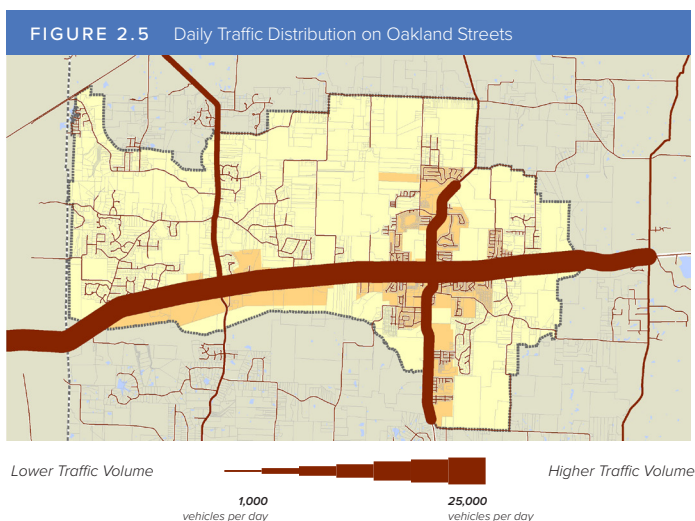 FIGURE 2.5 Daily Traffic Distribution on Oakland Streets
Lower Traffic Volume
Higher Traffic Volume
1,000
vehicles per day
25,000
vehicles per day